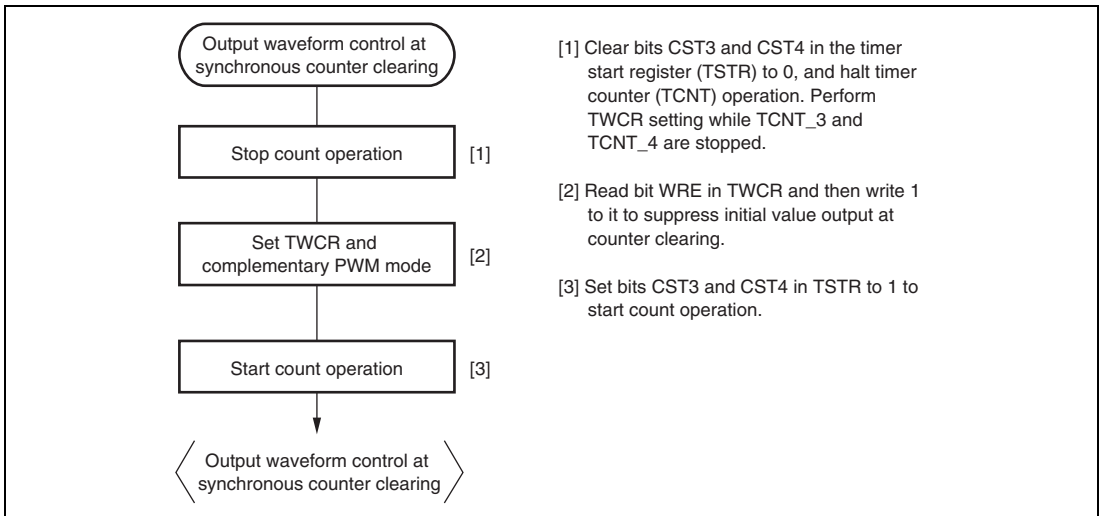 Output waveform control at
synchronous counter clearing
Stop count operation
[1]
Set TWCR and
complementary PWM mode
[2]
Start count operation
[3]
Output waveform control at
synchronous counter clearing
[1] Clear bits CST3 and CST4 in the timer
start register (TSTR) to 0, and halt timer
counter (TCNT) operation. Perform
TWCR setting while TCNT_3 and
TCNT_4 are stopped.
[2] Read bit WRE in TWCR and then write 1
to it to suppress initial value output at
counter clearing.
[3] Set bits CST3 and CST4 in TSTR to 1 to
start count operation.